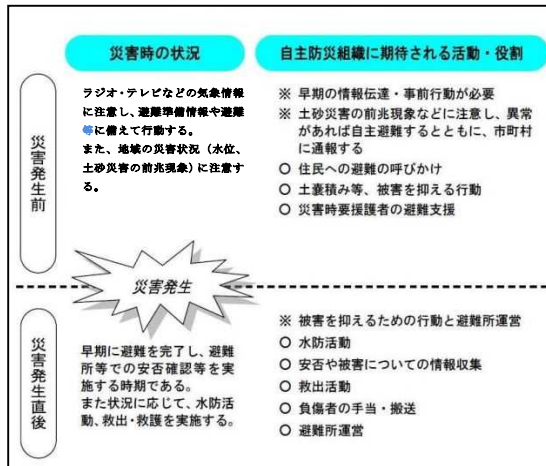 災害時の状況
自主防災組織に期待される活動・役割
災害発生前
ラジオ・テレビなどの気象情報
に注意し、避難準備情報や避難
等に備えて行動する。
また、地域の災害状況（水位、
土砂災害の前兆現象）に注意す
る。
※ 早期の情報伝達・事前行動が必要
※ 土砂災害の前兆現象などに注意し、異常
があれば自主避難するとともに、市町村
に通報する
○ 住民への避難の呼びかけ
○ 土嚢積み等、被害を抑える行動
○ 災害時要援護者の避難支援
災害発生
災害発生直後
早期に避難を完了し、避難
所等での安否確認等を実
施する時期である。
また状況に応じて、水防活
動、救出・救護を実施する。
※ 被害を抑えるための行動と避難所運営
○ 水防活動
○ 安否や被害についての情報収集
○ 救出活動
○ 負傷者の手当・搬送
○ 避難所運営